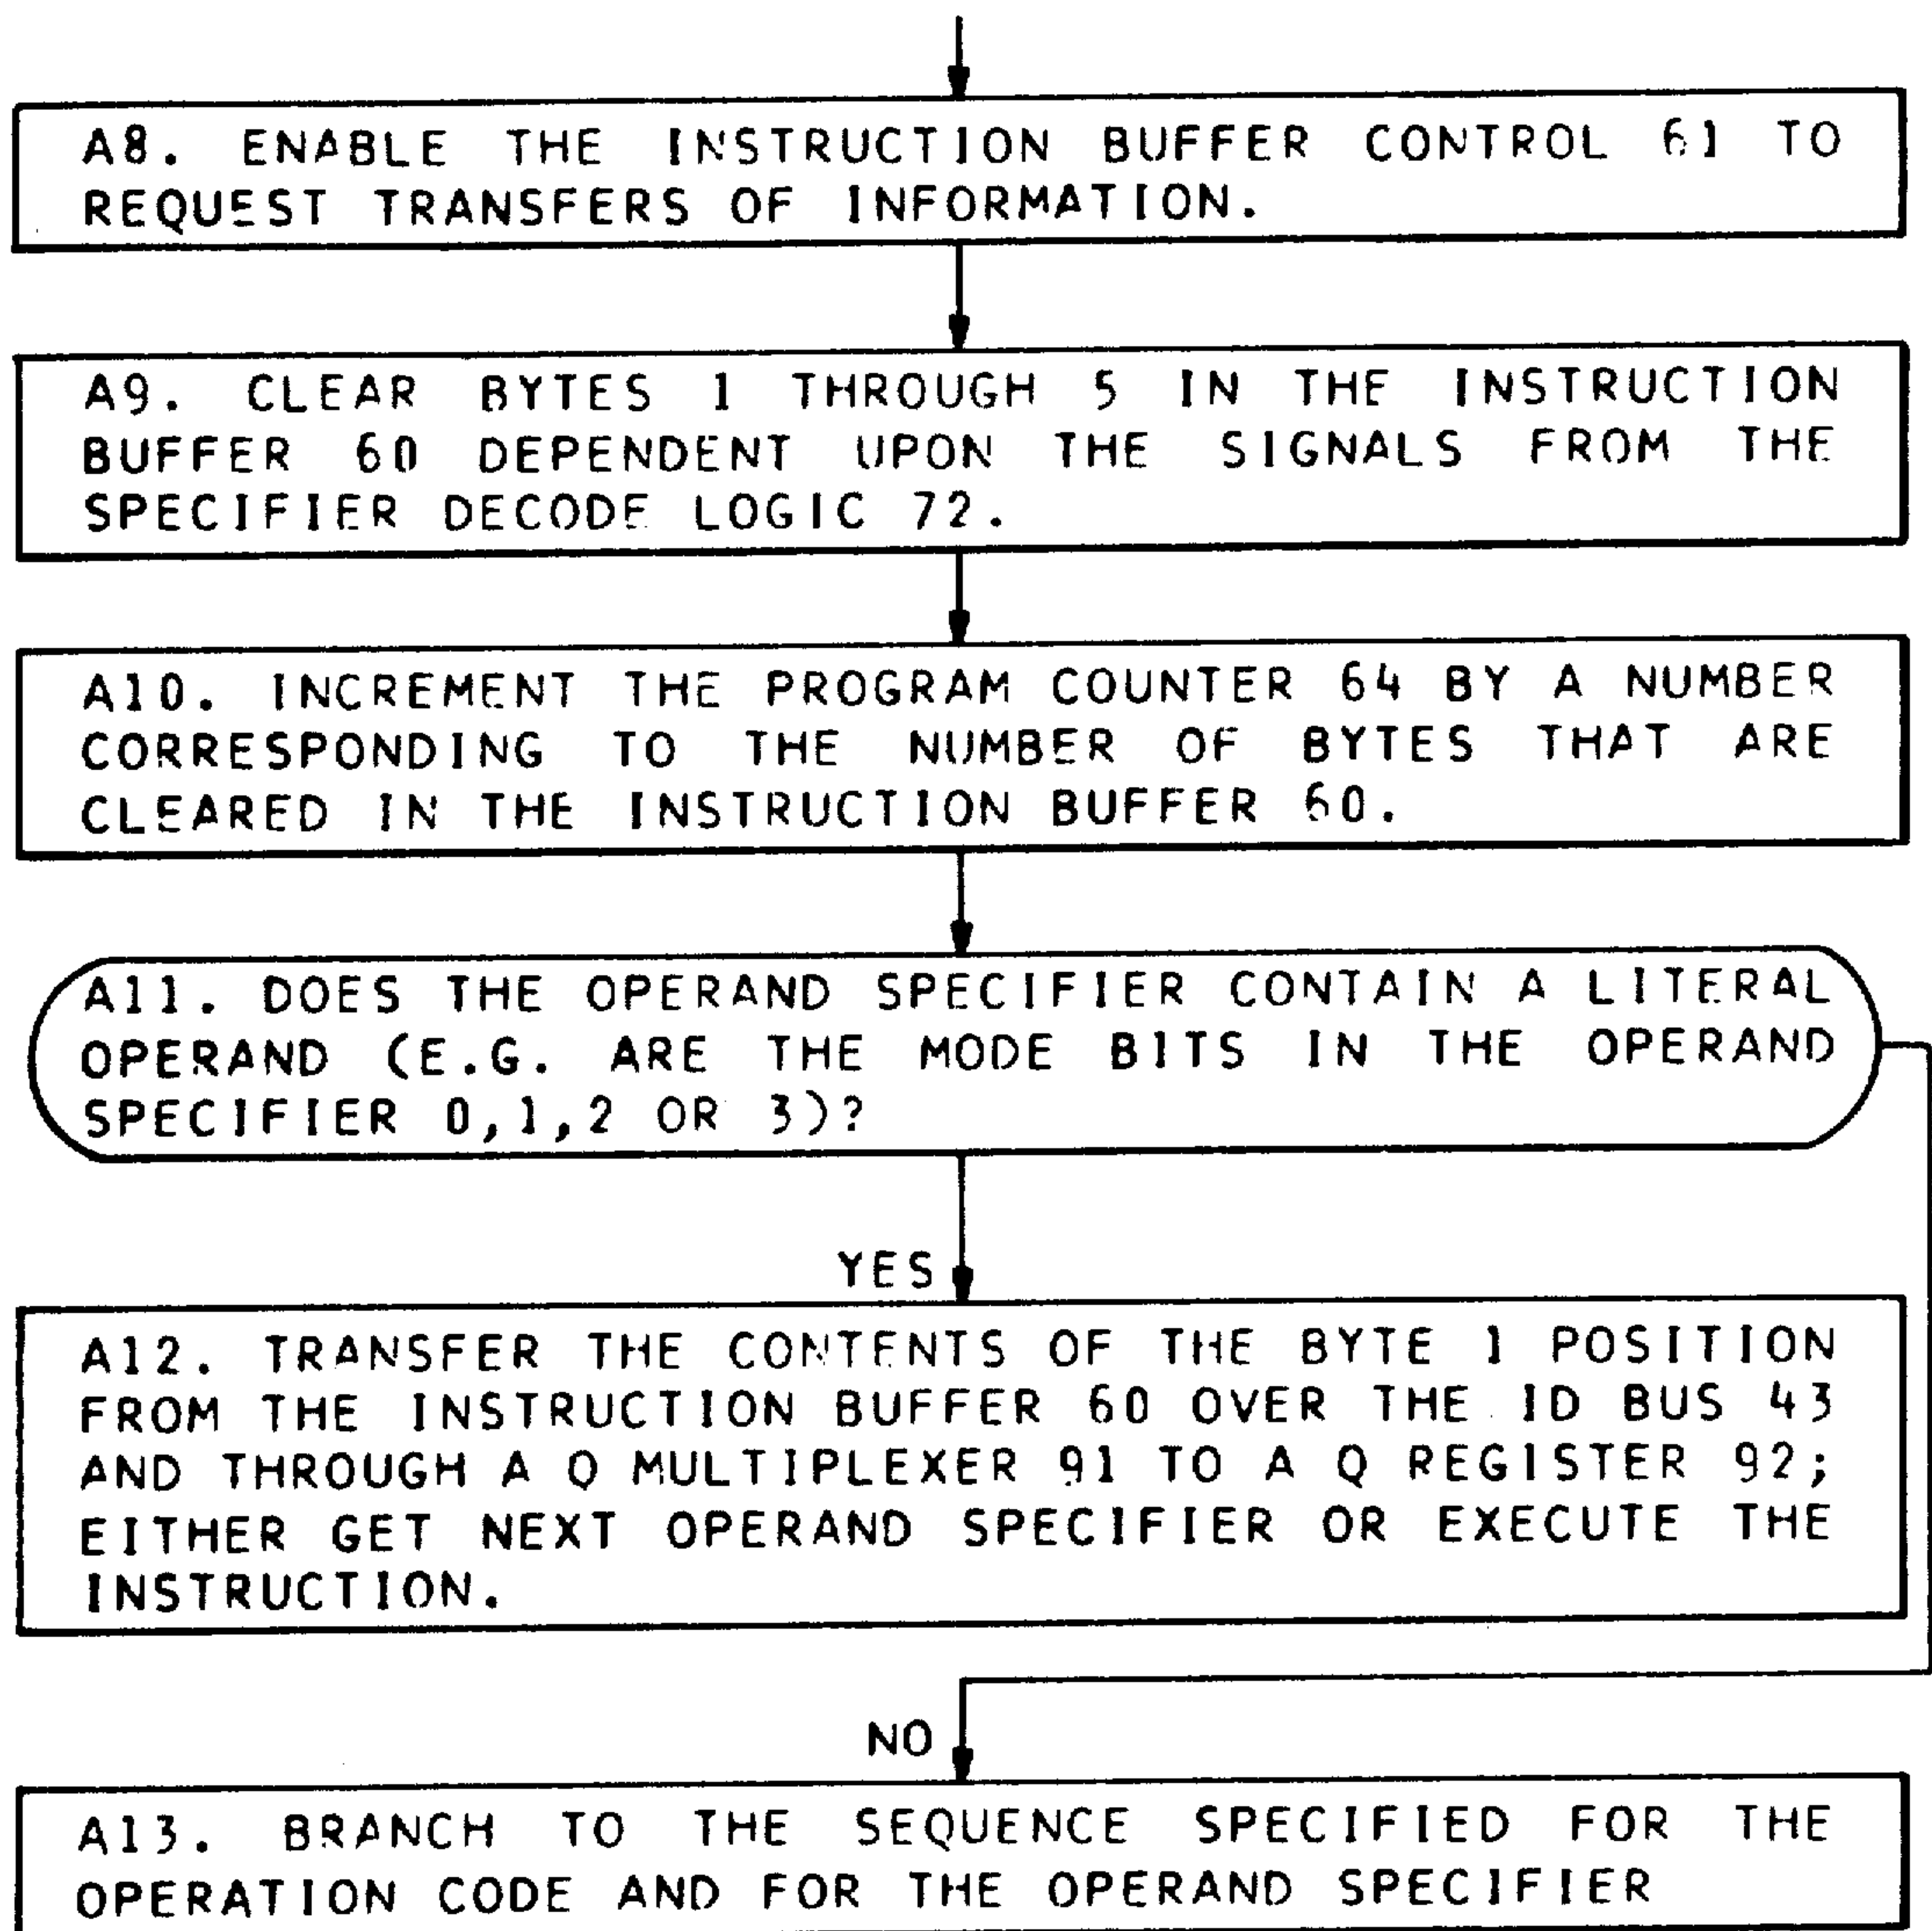 A8. ENABLE THE INSTRUCTION BUFFER CONTROL 61 TO
REQUEST TRANSFERS OF INFORMATION.
A9. CLEAR BYTES 1 THROUGH 5 IN THE INSTRUCTION
BUFFER 60 DEPENDENT UPON THE SIGNALS FROM THE
SPECIFIER DECODE LOGIC 72.
A10. INCREMENT THE PROGRAM COUNTER 64 BY A NUMBER
CORRESPONDING TO THE NUMBER OF BYTES THAT ARE
CLEARED IN THE INSTRUCTION BUFFER 60.
A11. DOES THE OPERAND SPECIFIER CONTAIN A LITERAL
OPERAND (E.G. ARE THE MODE BITS IN THE OPERAND
SPECIFIER 0,1,2 OR 3)?
YES
A12. TRANSFER THE CONTENTS OF THE BYTE 1 POSITION
FROM THE INSTRUCTION BUFFER 60 OVER THE ID BUS 43
AND THROUGH A Q MULTIPLEXER 91 TO A Q REGISTER 92;
EITHER GET NEXT OPERAND SPECIFIER OR EXECUTE THE
INSTRUCTION.
NO
A13. BRANCH TO THE SEQUENCE SPECIFIED FOR THE
OPERATION CODE AND FOR THE OPERAND SPECIFIER